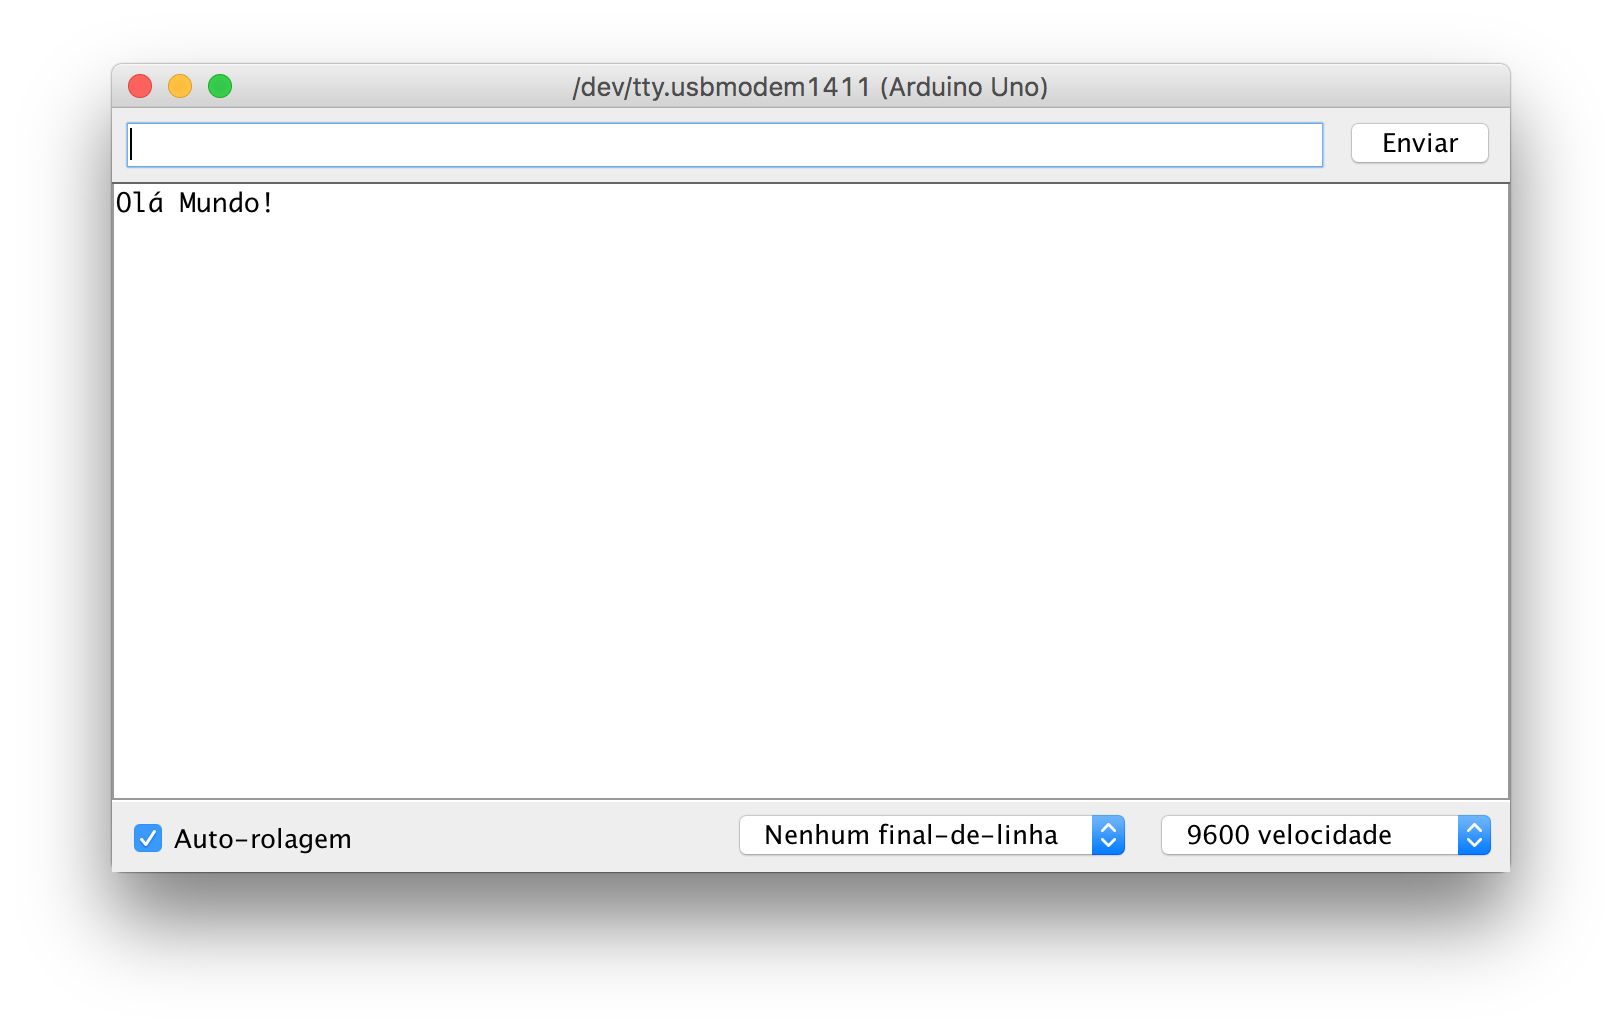 /dev/tty.usbmodem1411 (Arduino Uno)
Enviar
Olá Mundo!
Auto-rolagem
Nenhum final-de-linha
9600 velocidade